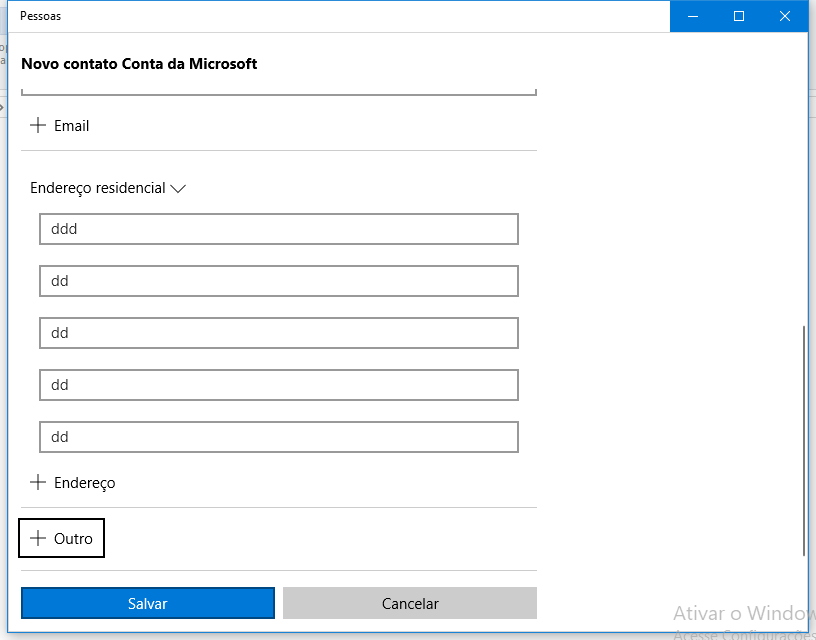 Pessoas
Novo contato Conta da Microsoft
Email
Endereço residencial
ddd
dd
dd
dd
dd
Endereço
Outro
Salvar
Cancelar
Ativar o Window
Acesse Configurações